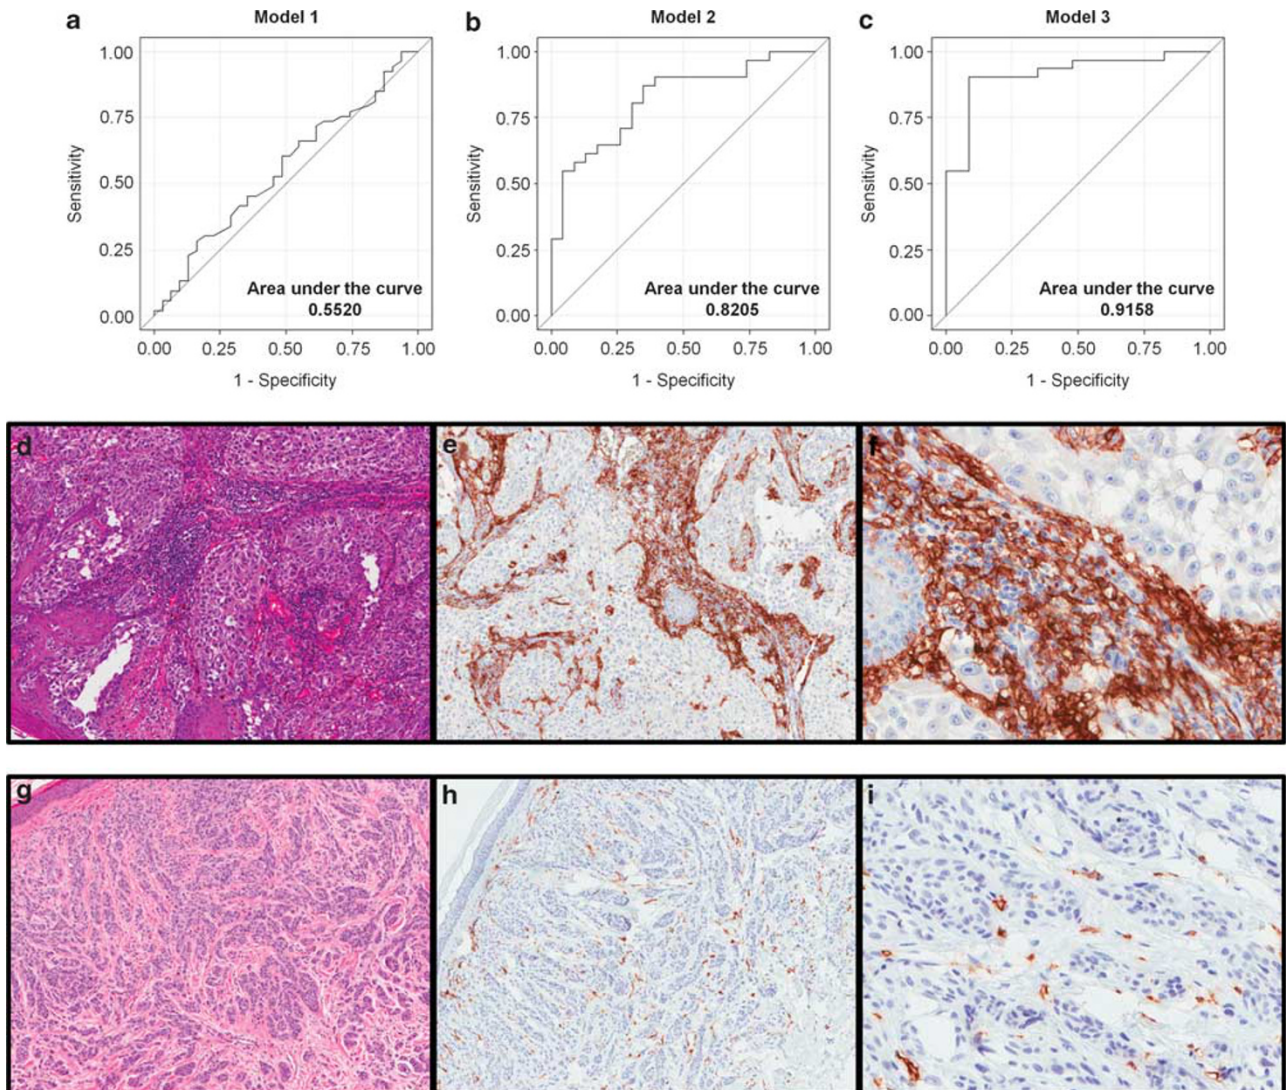 a
Model 1
1.00
0.75
0.50
0.25
0.00
Sensitivity
Area under the curve
0.5520
0.00 0.25 0.50 0.75 1.00
1 - Specificity
b
Model 2
1.00
0.75
0.50
0.25
0.00
Sensitivity
Area under the curve
0.8205
0.00 0.25 0.50 0.75 1.00
1 - Specificity
c
Model 3
1.00
0.75
0.50
0.25
0.00
Sensitivity
Area under the curve
0.9158
0.00 0.25 0.50 0.75 1.00
1 - Specificity
d
e
f
g
h
i